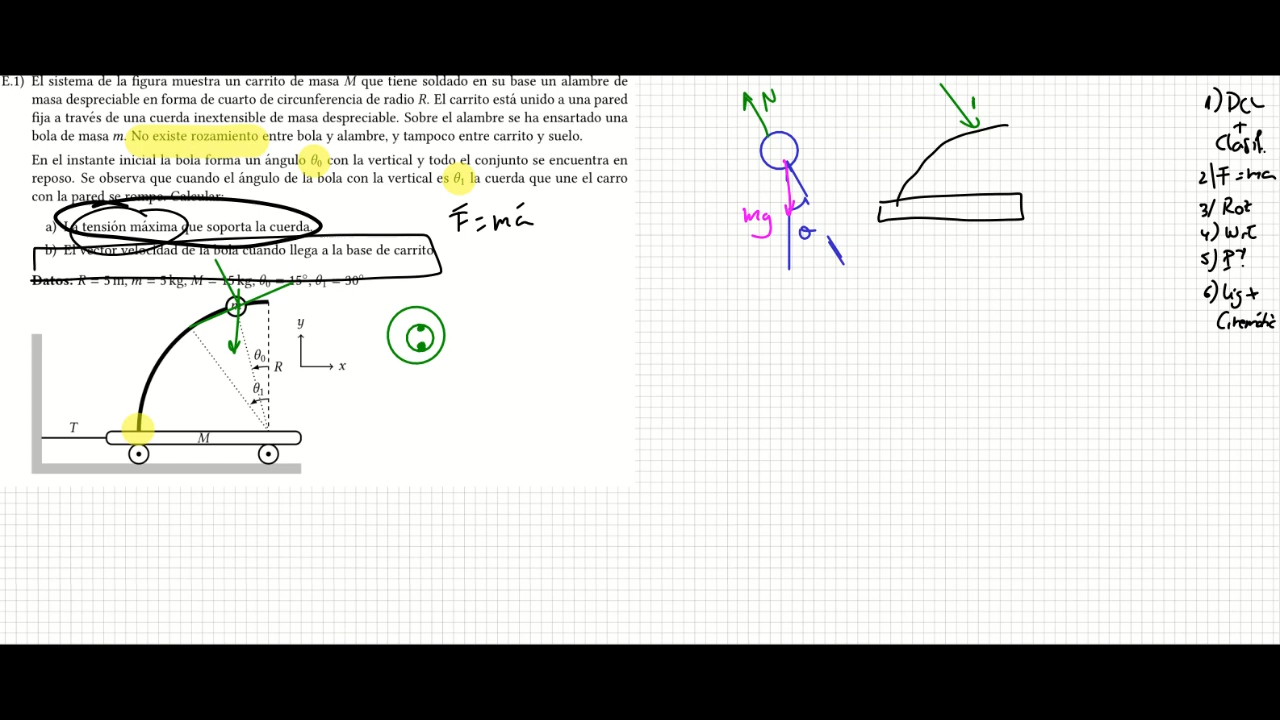 E.1) El sistema de la figura muestra un carrito de masa M que tiene soldado en su base un alambre de
masa despreciable en forma de cuarto de circunferencia de radio R. El carrito está unido a una pared
fija a través de una cuerda inextensible de masa despreciable. Sobre el alambre se ha ensartado una
bola de masa m. No existe rozamiento entre bola y alambre, y tampoco entre carrito y suelo.
En el instante inicial la bola forma un ángulo θ₀ con la vertical y todo el conjunto se encuentra en
reposo. Se observa que cuando el ángulo de la bola con la vertical es θ₁ la cuerda que une el carro
con la pared se rompe. Calcular:
a) La tensión máxima que soporta la cuerda.
b) El vector velocidad de la bola cuando llega a la base de carrito
Datos: R = 5 m, m = 5 kg, M = 15 kg, θ₀ = 15°, θ₁ = 30°
F = ma
θ₀
R
θ₁
y
x
T
M
N
mg
θ
1) DCL
+
Clasif.
2) F = ma
3) Rot
4)
5) P?
6) Lig +
Cinemátic